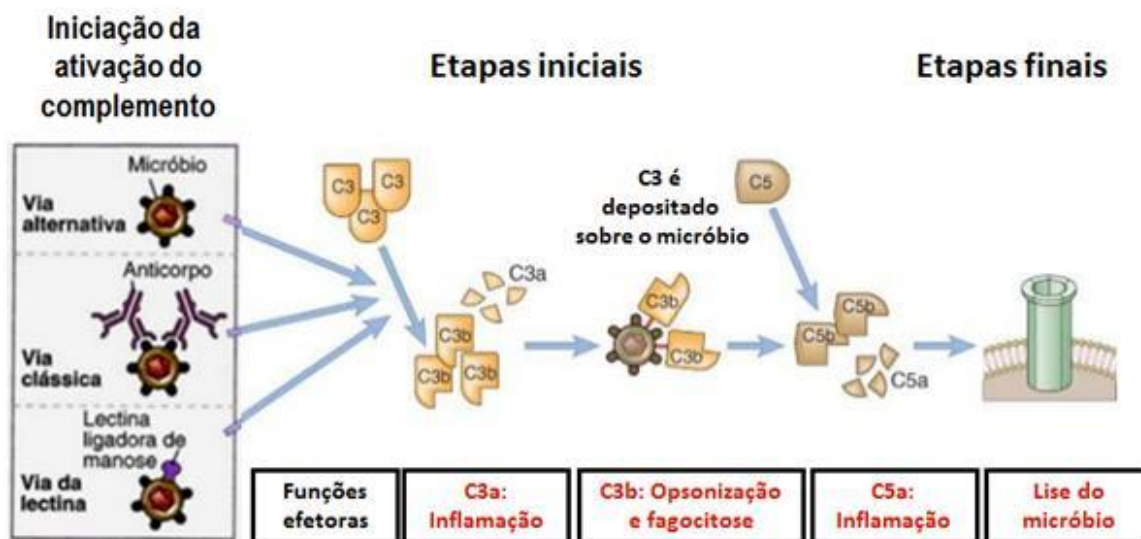 Iniciação da
ativação do
complemento
Etapas iniciais
Etapas finais
Micróbio
Via
alternativa
Anticorpo
Via
clássica
Lectina
ligadora de
manose
Via da
lectina
C3
C3
C3
C3a
C3b
C3b
C3b
C3 é
depositado
sobre o micróbio
C3b
C3b
C5
C5b
C5b
C5a
Funções
efetoras
C3a:
Inflamação
C3b: Opsonização
e fagocitose
C5a:
Inflamação
Lise do
micróbio